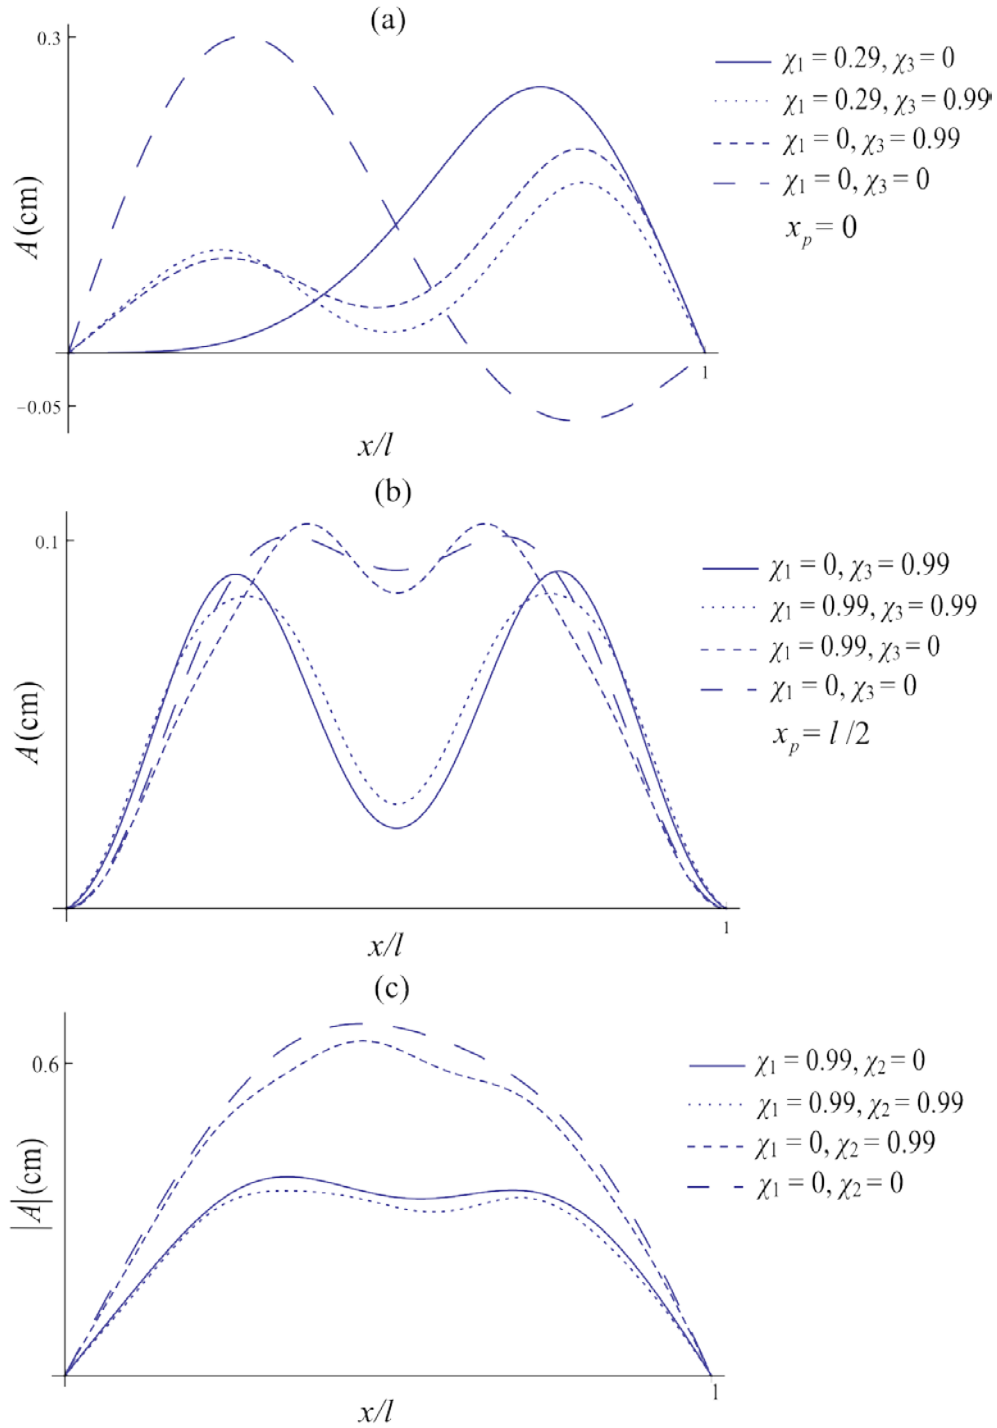 (a)
0.3
χ₁ = 0.29, χ₃ = 0
χ₁ = 0.29, χ₃ = 0.99
χ₁ = 0, χ₃ = 0.99
χ₁ = 0, χ₃ = 0
xₚ = 0
A(cm)
1
−0.05
x/l
(b)
0.1
χ₁ = 0, χ₃ = 0.99
χ₁ = 0.99, χ₃ = 0.99
χ₁ = 0.99, χ₃ = 0
χ₁ = 0, χ₃ = 0
xₚ = l /2
A(cm)
1
x/l
(c)
0.6
χ₁ = 0.99, χ₂ = 0
χ₁ = 0.99, χ₂ = 0.99
χ₁ = 0, χ₂ = 0.99
χ₁ = 0, χ₂ = 0
|A|(cm)
1
x/l